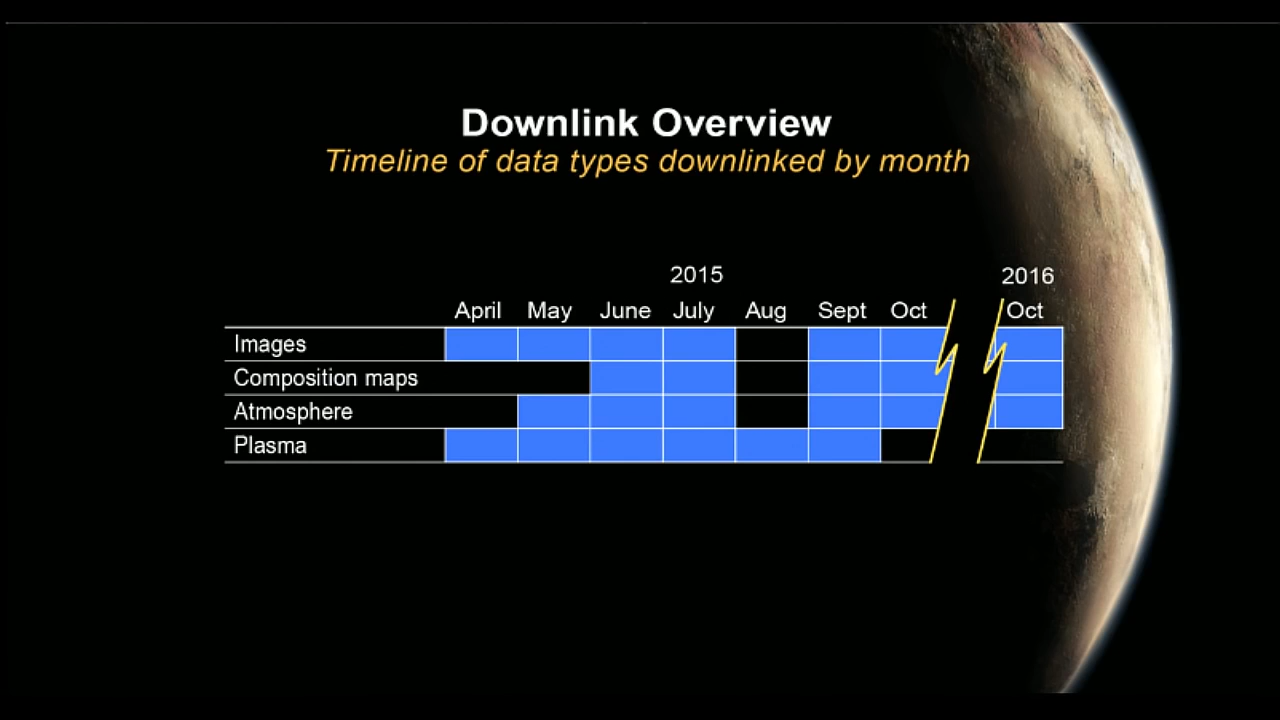 Downlink Overview
Timeline of data types downlinked by month
2015 2016
April May June July Aug Sept Oct Oct
Images
Composition maps
Atmosphere
Plasma